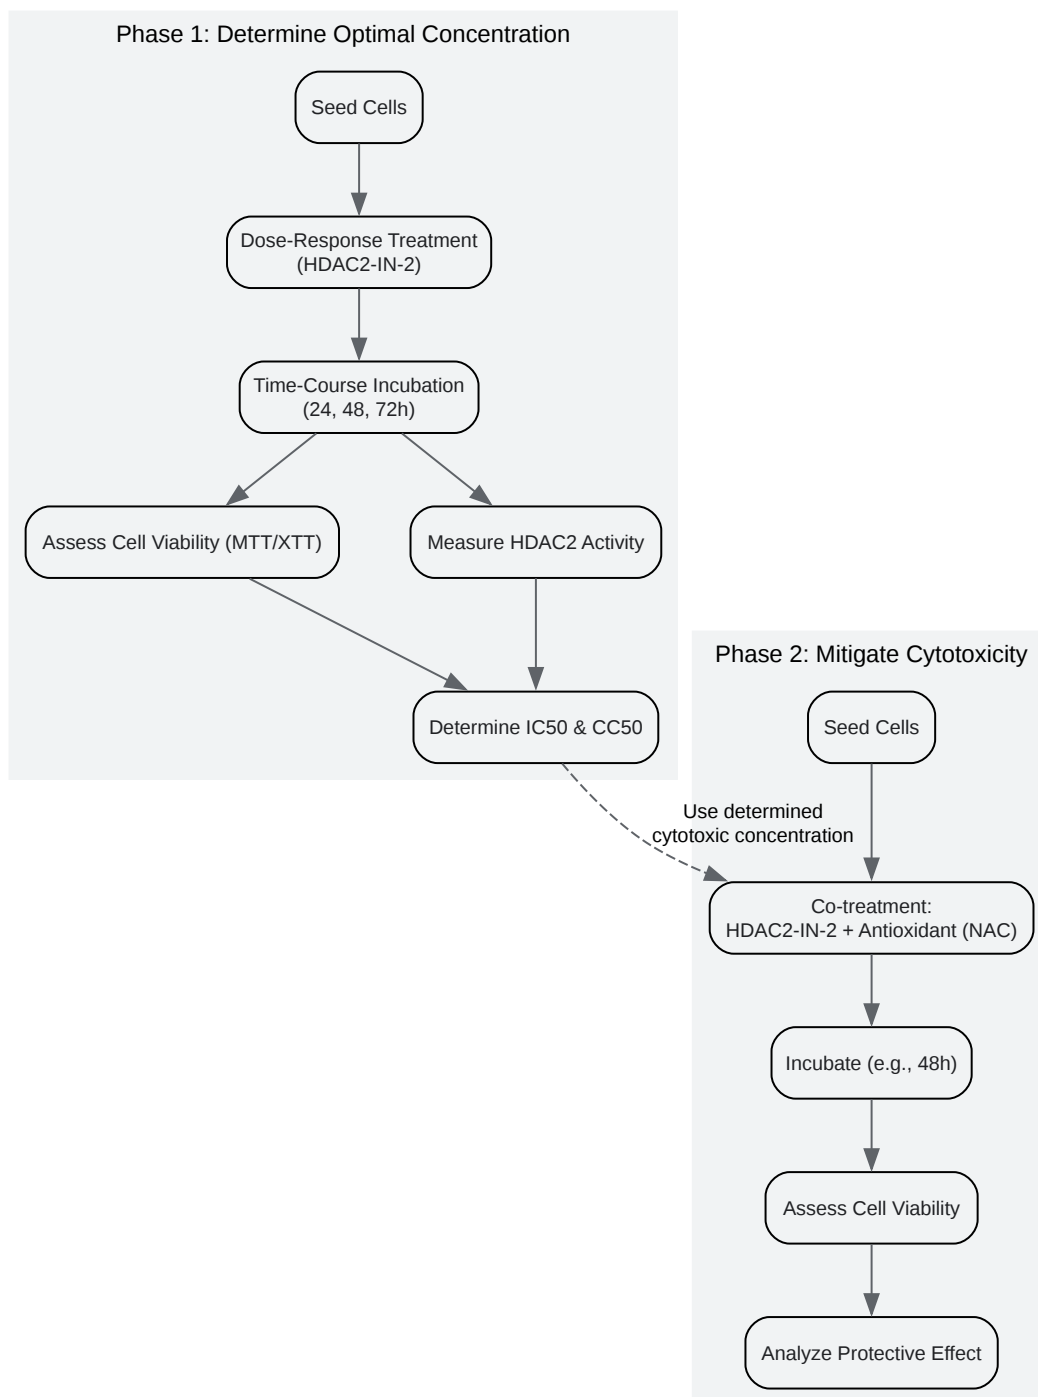 Phase 1: Determine Optimal Concentration
Seed Cells
Dose-Response Treatment
(HDAC2-IN-2)
Time-Course Incubation
(24, 48, 72h)
Assess Cell Viability (MTT/XTT)
Measure HDAC2 Activity
Determine IC50 & CC50
Phase 2: Mitigate Cytotoxicity
Seed Cells
Use determined
cytotoxic concentration
Co-treatment:
HDAC2-IN-2 + Antioxidant (NAC)
Incubate (e.g., 48h)
Assess Cell Viability
Analyze Protective Effect